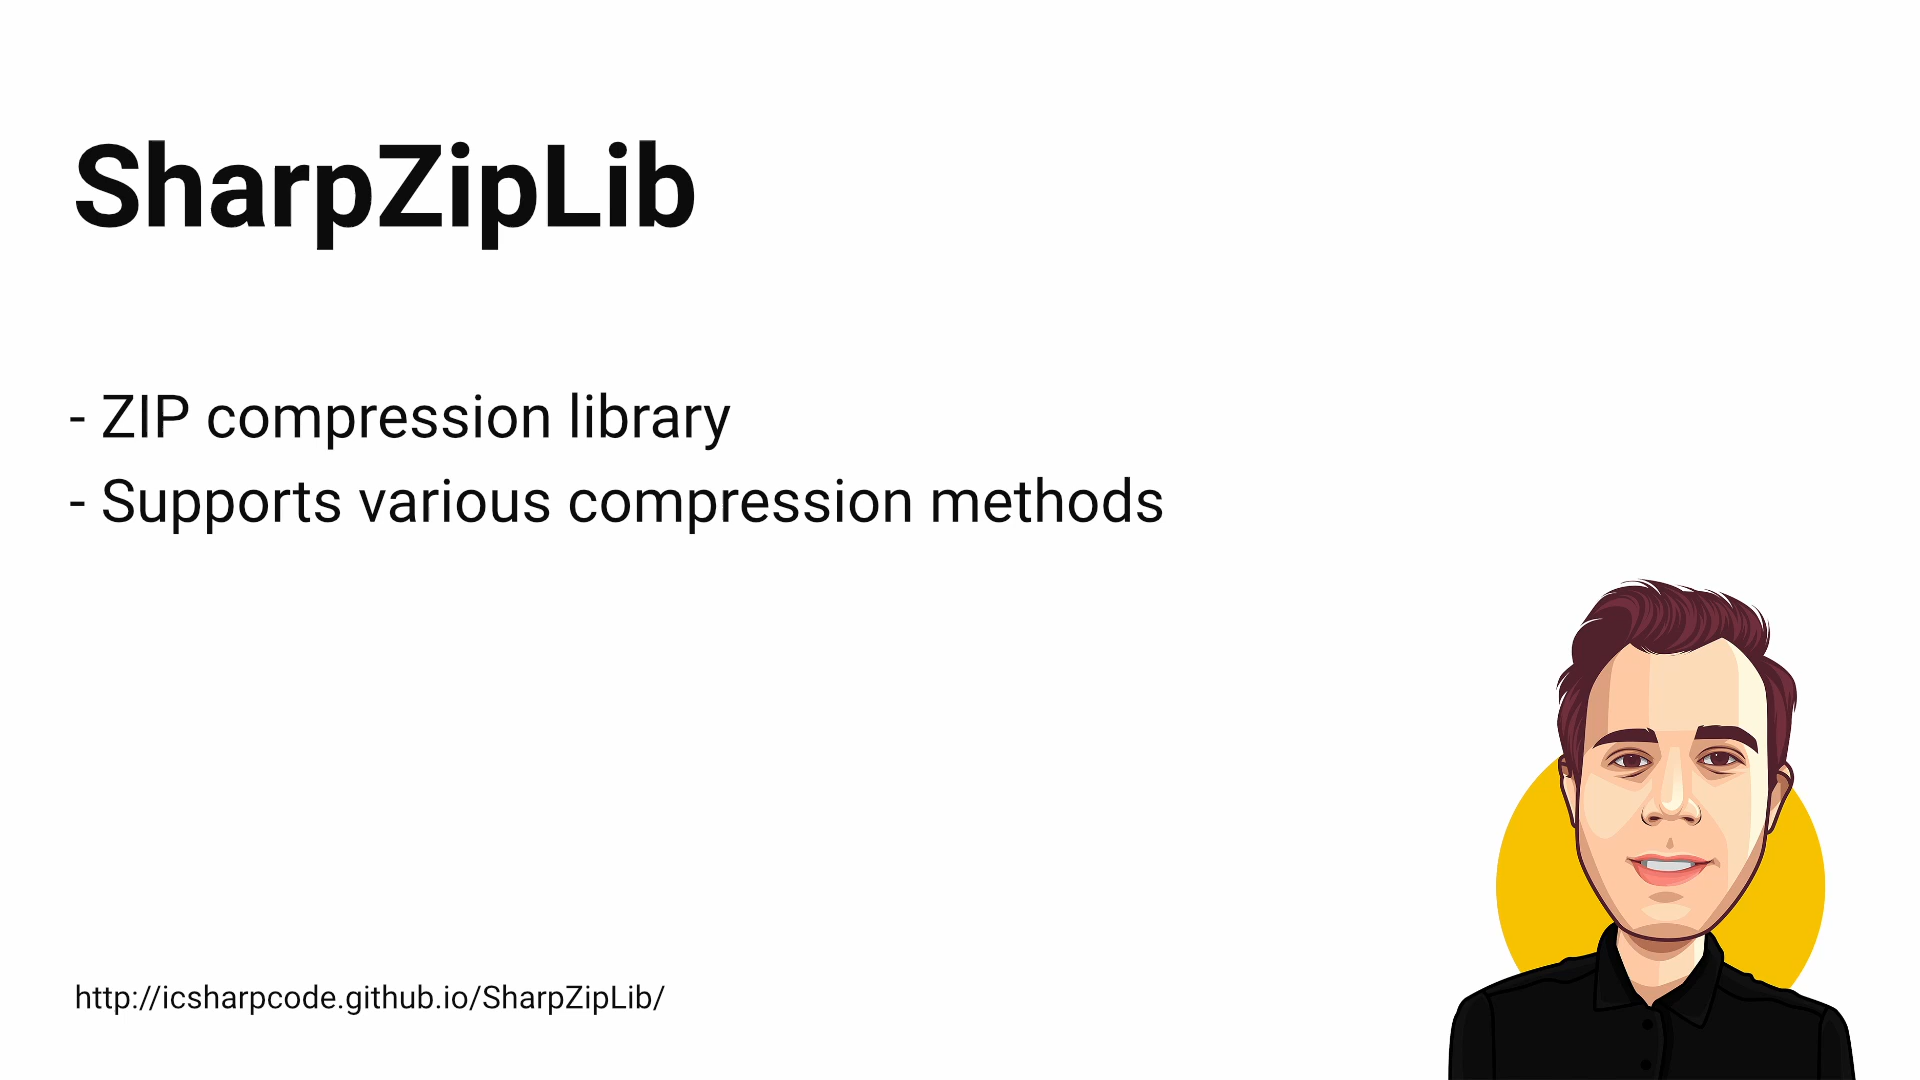 SharpZipLib
- ZIP compression library
- Supports various compression methods
http://icsharpcode.github.io/SharpZipLib/